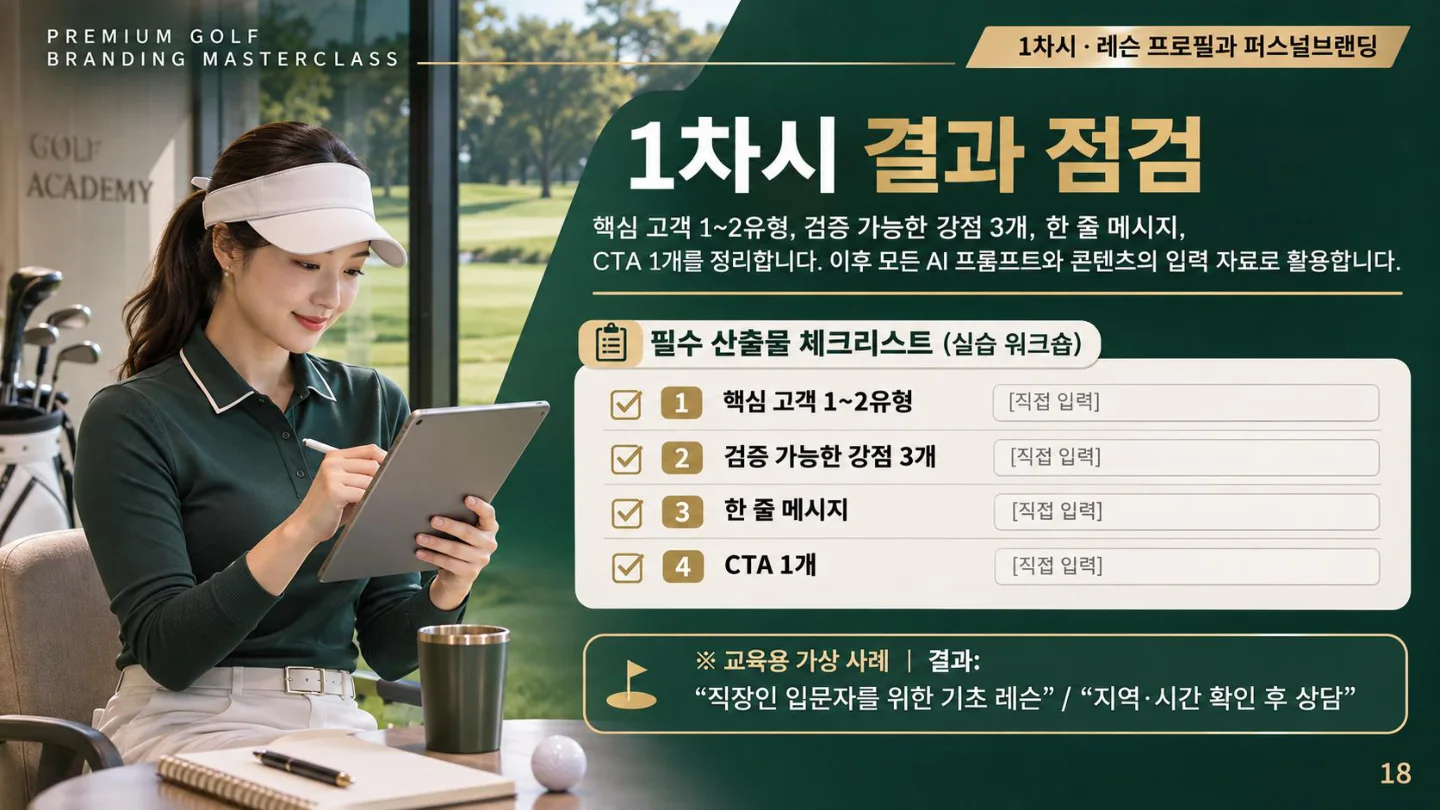 PREMIUM GOLF
BRANDING MASTERCLASS
1차시 · 레슨 프로필과 퍼스널브랜딩
GOLF
ACADEMY
1차시 결과 점검
핵심 고객 1~2유형, 검증 가능한 강점 3개, 한 줄 메시지,
CTA 1개를 정리합니다. 이후 모든 AI 프롬프트와 콘텐츠의 입력 자료로 활용합니다.
필수 산출물 체크리스트 (실습 워크숍)
1 핵심 고객 1~2유형 [직접 입력]
2 검증 가능한 강점 3개 [직접 입력]
3 한 줄 메시지 [직접 입력]
4 CTA 1개 [직접 입력]
※ 교육용 가상 사례 | 결과:
“직장인 입문자를 위한 기초 레슨” / “지역·시간 확인 후 상담”
18